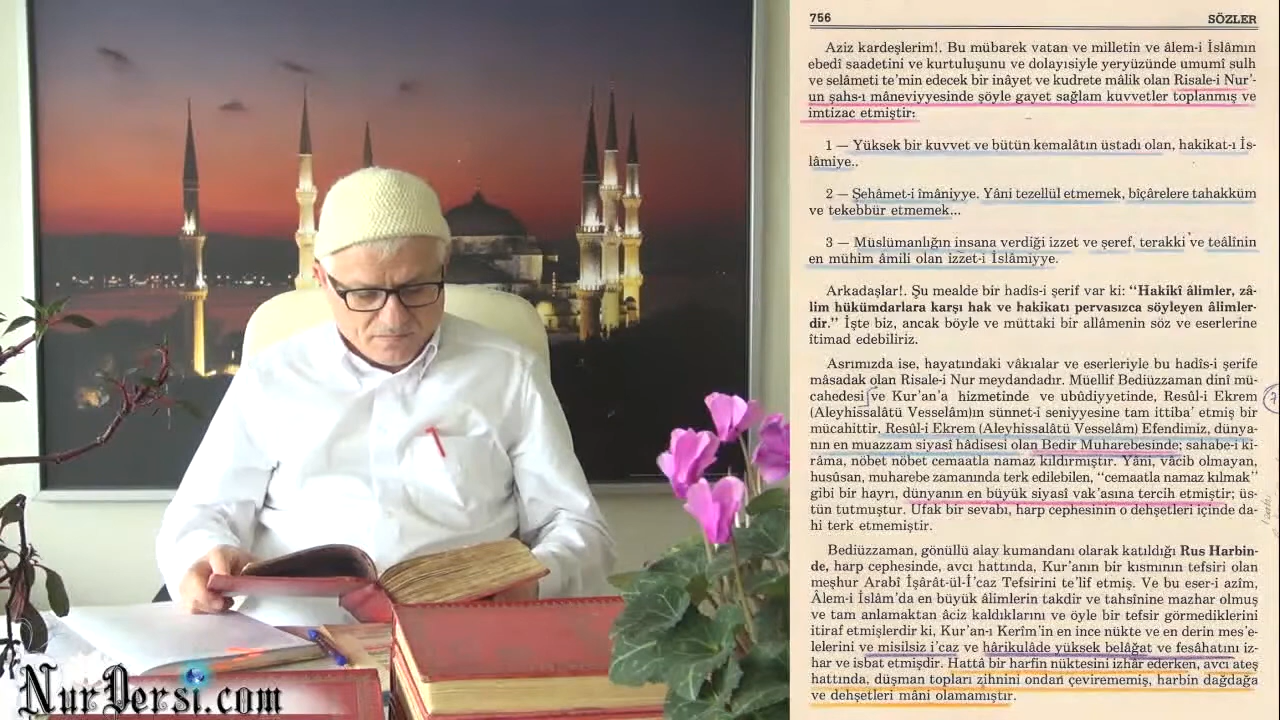 756 SÖZLER
Aziz kardeşlerim!. Bu mübarek vatan ve milletin ve âlem-i İslâmın
ebedî saadetini ve kurtuluşunu ve dolayısiyle yeryüzünde umumî sulh
ve selâmeti te'min edecek bir inâyet ve kudrete mâlik olan Risale-i Nur'-
un şahs-ı mâneviyyesinde şöyle gayet sağlam kuvvetler toplanmış ve
imtizac etmiştir:
1 — Yüksek bir kuvvet ve bütün kemalâtın üstadı olan, hakikat-ı İs-
lâmiye..
2 — Şehâmet-i îmâniyye. Yâni tezellül etmemek, bîçârelere tahakküm
ve tekebbür etmemek...
3 — Müslümanlığın insana verdiği izzet ve şeref, terakki ve teâlînin
en mühim âmili olan izzet-i İslâmiyye.
Arkadaşlar!. Şu mealde bir hadîs-i şerif var ki: "Hakikî âlimler, zâ-
lim hükümdarlara karşı hak ve hakikatı pervasızca söyleyen âlimler-
dir." İşte biz, ancak böyle ve müttaki bir allâmenin söz ve eserlerine
îtimad edebiliriz.
Asrımızda ise, hayatındaki vâkıalar ve eserleriyle bu hadîs-i şerife
mâsadak olan Risale-i Nur meydandadır. Müellif Bediüzzaman dinî mü-
cahedesi ve Kur'an'a hizmetinde ve ubûdiyyetinde, Resûl-i Ekrem
(Aleyhissalâtü Vesselâm)ın sünnet-i seniyyesine tam ittiba' etmiş bir
mücahittir. Resûl-i Ekrem (Aleyhissalâtü Vesselâm) Efendimiz, dünya-
nın en muazzam siyasî hâdisesi olan Bedir Muharebesinde; sahabe-i ki-
râma, nöbet nöbet cemaatla namaz kıldırmıştır. Yâni, vâcib olmayan,
husûsan, muharebe zamanında terk edilebilen, "cemaatla namaz kılmak"
gibi bir hayrı, dünyanın en büyük siyasî vak'asına tercih etmiştir; üs-
tün tutmuştur. Ufak bir sevabı, harp cephesinin o dehşetleri içinde da-
hi terk etmemiştir.
Bediüzzaman, gönüllü alay kumandanı olarak katıldığı Rus Harbin-
de, harp cephesinde, avcı hattında, Kur'anın bir kısmının tefsiri olan
meşhur Arabî İşârât-ül-İ'caz Tefsirini te'lif etmiş. Ve bu eser-i azîm,
Âlem-i İslâm'da en büyük âlimlerin takdir ve tahsînine mazhar olmuş
ve tam anlamaktan âciz kaldıklarını ve öyle bir tefsir görmediklerini
itiraf etmişlerdir ki, Kur'an-ı Kerîm'in en ince nükte ve en derin mes'e-
lelerini ve misilsiz i'caz ve hârikulâde yüksek belâğat ve fesâhatını iz-
har ve isbat etmişdir. Hattâ bir harfin nüktesini izhâr ederken, avcı ateş
hattında, düşman topları zihnini ondan çevirememiş, harbin dağdağa
ve dehşetleri mâni olamamıştır.
NurDersi.com